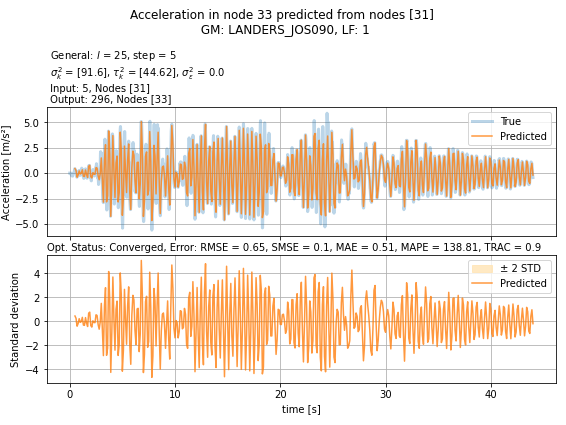 Acceleration in node 33 predicted from nodes [31]
GM: LANDERS_JOS090, LF: 1
General: l = 25, step = 5
σ²ₖ = [91.6], τ²ₖ = [44.62], σ²ε = 0.0
Input: 5, Nodes [31]
Output: 296, Nodes [33]
Acceleration [m/s²]
5.0
2.5
0.0
−2.5
−5.0
True
Predicted
Opt. Status: Converged, Error: RMSE = 0.65, SMSE = 0.1, MAE = 0.51, MAPE = 138.81, TRAC = 0.9
Standard deviation
4
2
0
−2
−4
± 2 STD
Predicted
0
10
20
30
40
time [s]